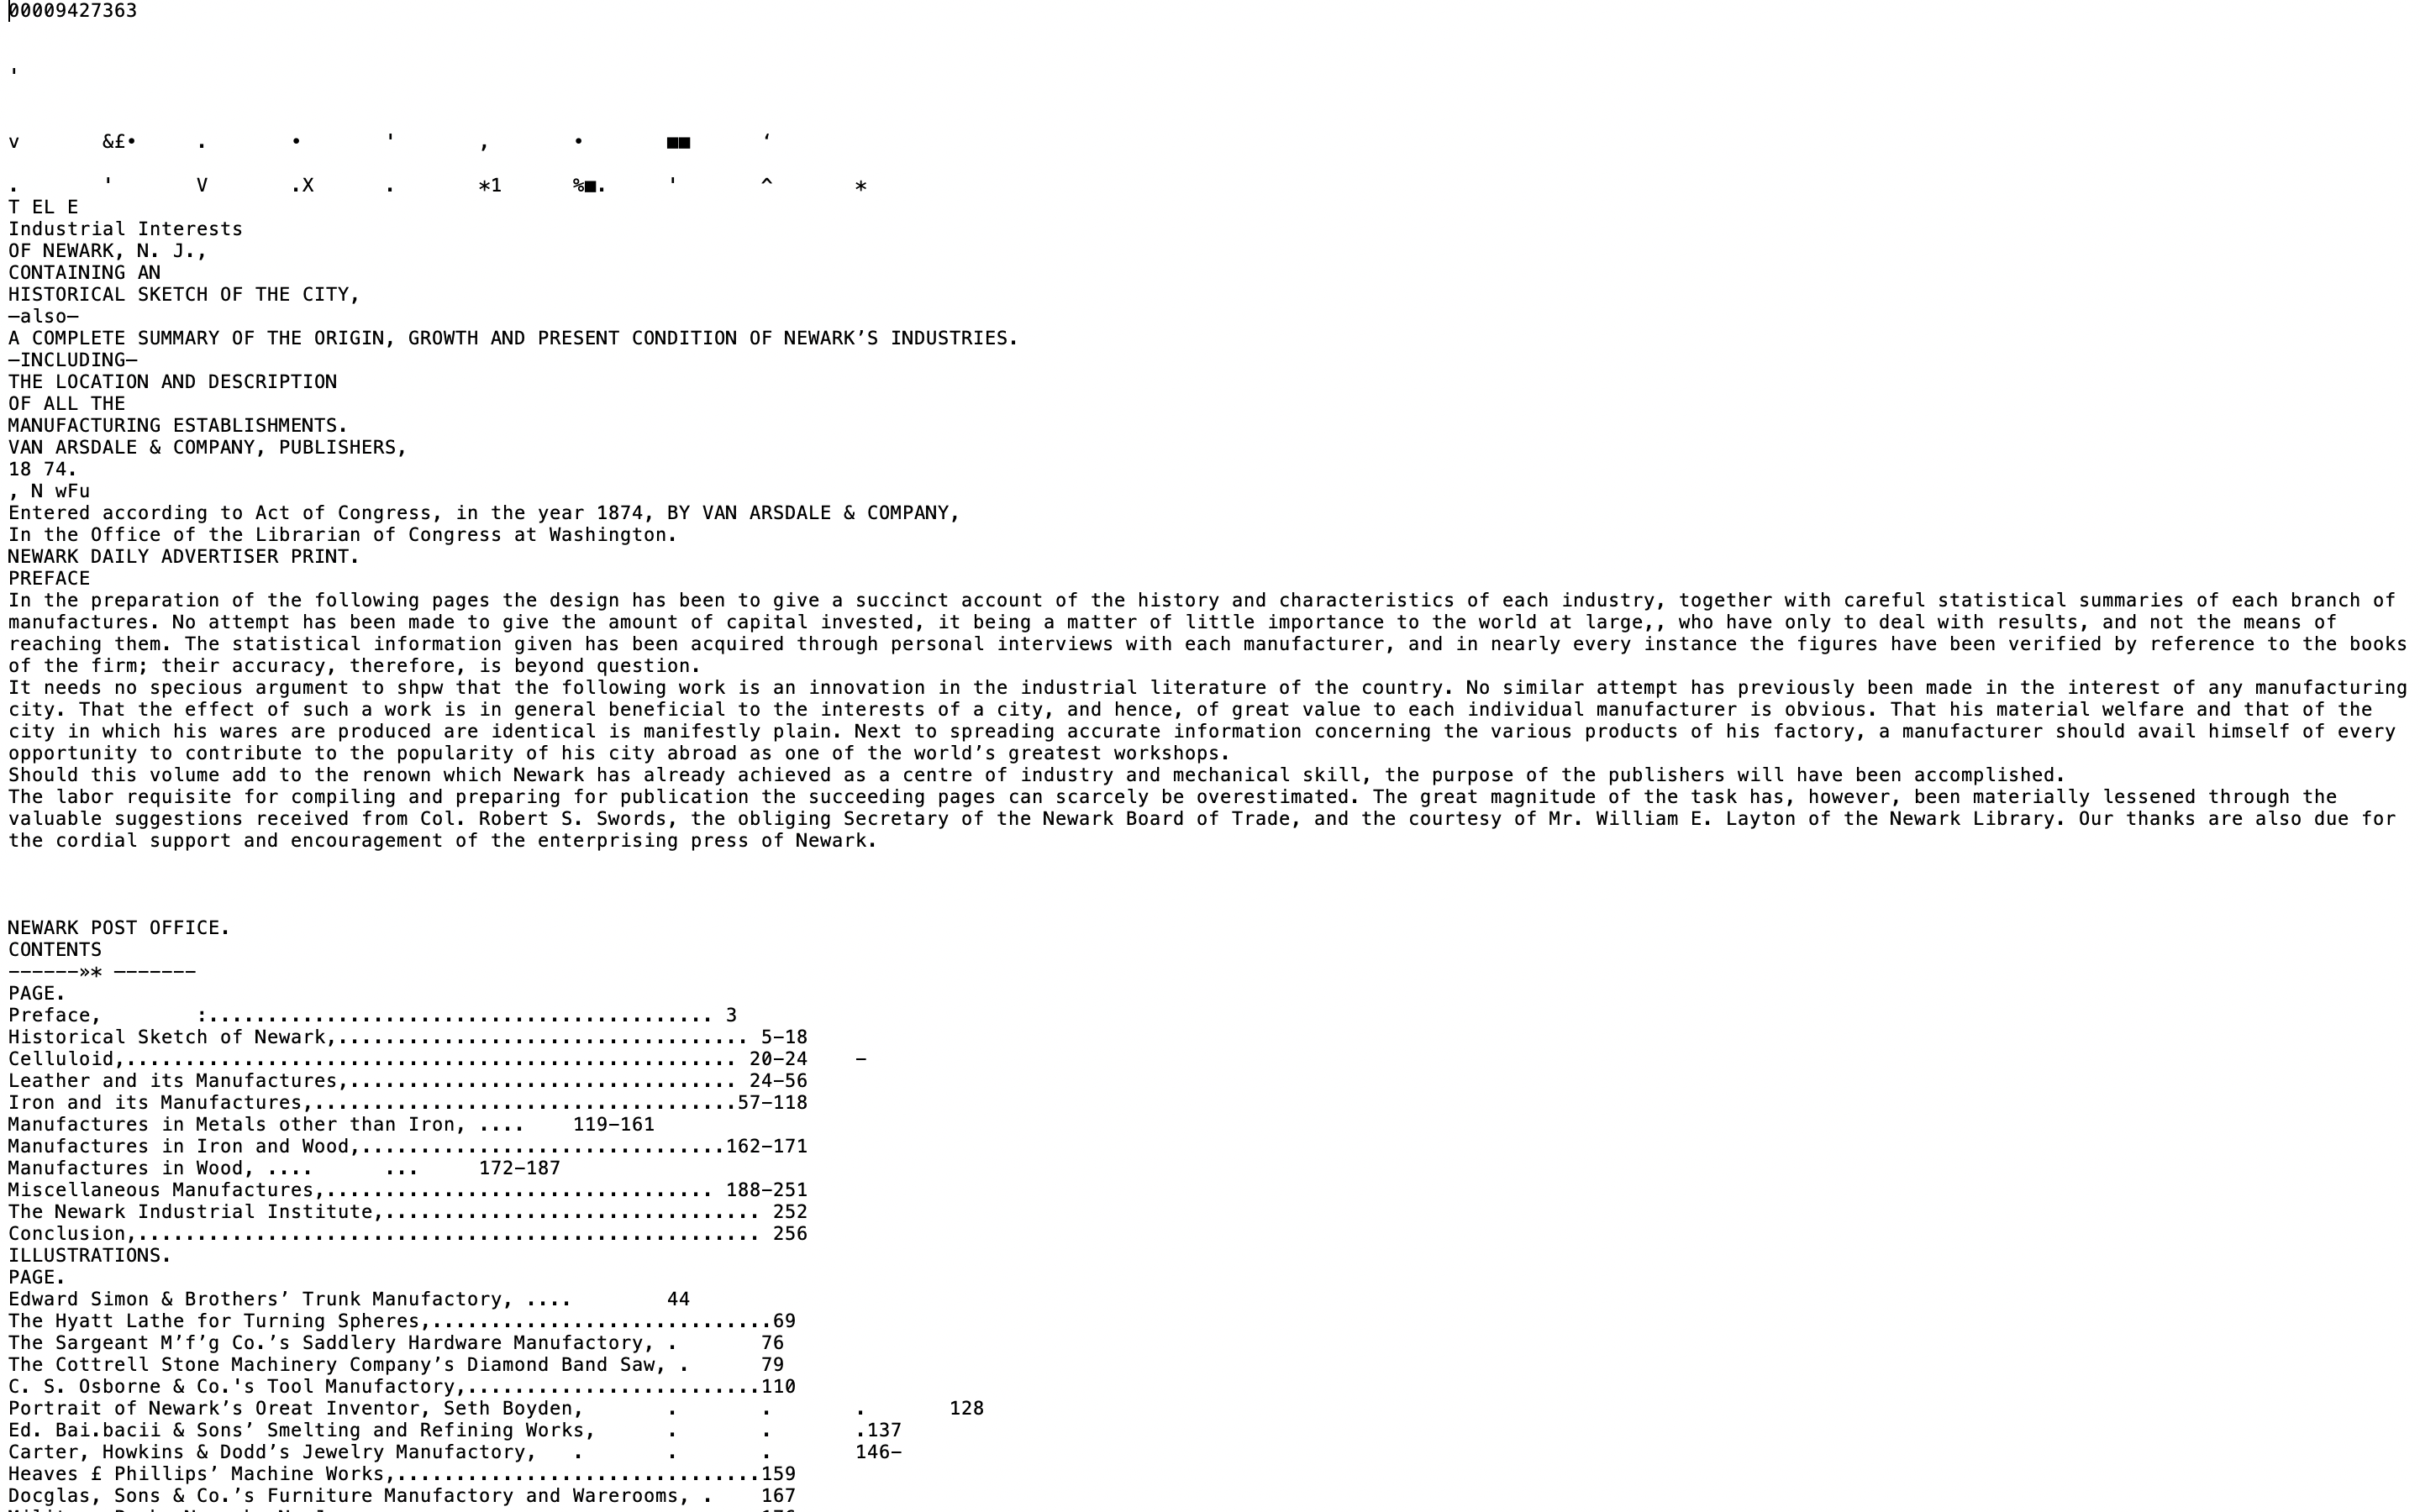 00009427363
'
v &£• . • ' , • ■■ ‘
. ' V .X . *1 %■. ' ^ *
T EL E
Industrial Interests
OF NEWARK, N. J.,
CONTAINING AN
HISTORICAL SKETCH OF THE CITY,
—also—
A COMPLETE SUMMARY OF THE ORIGIN, GROWTH AND PRESENT CONDITION OF NEWARK’S INDUSTRIES.
—INCLUDING—
THE LOCATION AND DESCRIPTION
OF ALL THE
MANUFACTURING ESTABLISHMENTS.
VAN ARSDALE & COMPANY, PUBLISHERS,
18 74.
, N wFu
Entered according to Act of Congress, in the year 1874, BY VAN ARSDALE & COMPANY,
In the Office of the Librarian of Congress at Washington.
NEWARK DAILY ADVERTISER PRINT.
PREFACE
In the preparation of the following pages the design has been to give a succinct account of the history and characteristics of each industry, together with careful statistical summaries of each branch of
manufactures. No attempt has been made to give the amount of capital invested, it being a matter of little importance to the world at large,, who have only to deal with results, and not the means of
reaching them. The statistical information given has been acquired through personal interviews with each manufacturer, and in nearly every instance the figures have been verified by reference to the books
of the firm; their accuracy, therefore, is beyond question.
It needs no specious argument to shpw that the following work is an innovation in the industrial literature of the country. No similar attempt has previously been made in the interest of any manufacturing
city. That the effect of such a work is in general beneficial to the interests of a city, and hence, of great value to each individual manufacturer is obvious. That his material welfare and that of the
city in which his wares are produced are identical is manifestly plain. Next to spreading accurate information concerning the various products of his factory, a manufacturer should avail himself of every
opportunity to contribute to the popularity of his city abroad as one of the world’s greatest workshops.
Should this volume add to the renown which Newark has already achieved as a centre of industry and mechanical skill, the purpose of the publishers will have been accomplished.
The labor requisite for compiling and preparing for publication the succeeding pages can scarcely be overestimated. The great magnitude of the task has, however, been materially lessened through the
valuable suggestions received from Col. Robert S. Swords, the obliging Secretary of the Newark Board of Trade, and the courtesy of Mr. William E. Layton of the Newark Library. Our thanks are also due for
the cordial support and encouragement of the enterprising press of Newark.
NEWARK POST OFFICE.
CONTENTS
------»* -------
PAGE.
Preface, :........................................... 3
Historical Sketch of Newark,................................... 5-18
Celluloid,.................................................... 20-24 -
Leather and its Manufactures,................................. 24-56
Iron and its Manufactures,....................................57-118
Manufactures in Metals other than Iron, .... 119-161
Manufactures in Iron and Wood,...............................162-171
Manufactures in Wood, .... ... 172-187
Miscellaneous Manufactures,................................. 188-251
The Newark Industrial Institute,................................ 252
Conclusion,..................................................... 256
ILLUSTRATIONS.
PAGE.
Edward Simon & Brothers’ Trunk Manufactory, .... 44
The Hyatt Lathe for Turning Spheres,.............................69
The Sargeant M’f’g Co.’s Saddlery Hardware Manufactory, . 76
The Cottrell Stone Machinery Company’s Diamond Band Saw, . 79
C. S. Osborne & Co.'s Tool Manufactory,.........................110
Portrait of Newark’s Oreat Inventor, Seth Boyden, . . . 128
Ed. Bai.bacii & Sons’ Smelting and Refining Works, . . .137
Carter, Howkins & Dodd’s Jewelry Manufactory, . . . 146-
Heaves £ Phillips’ Machine Works,...............................159
Docglas, Sons & Co.’s Furniture Manufactory and Warerooms, . 167